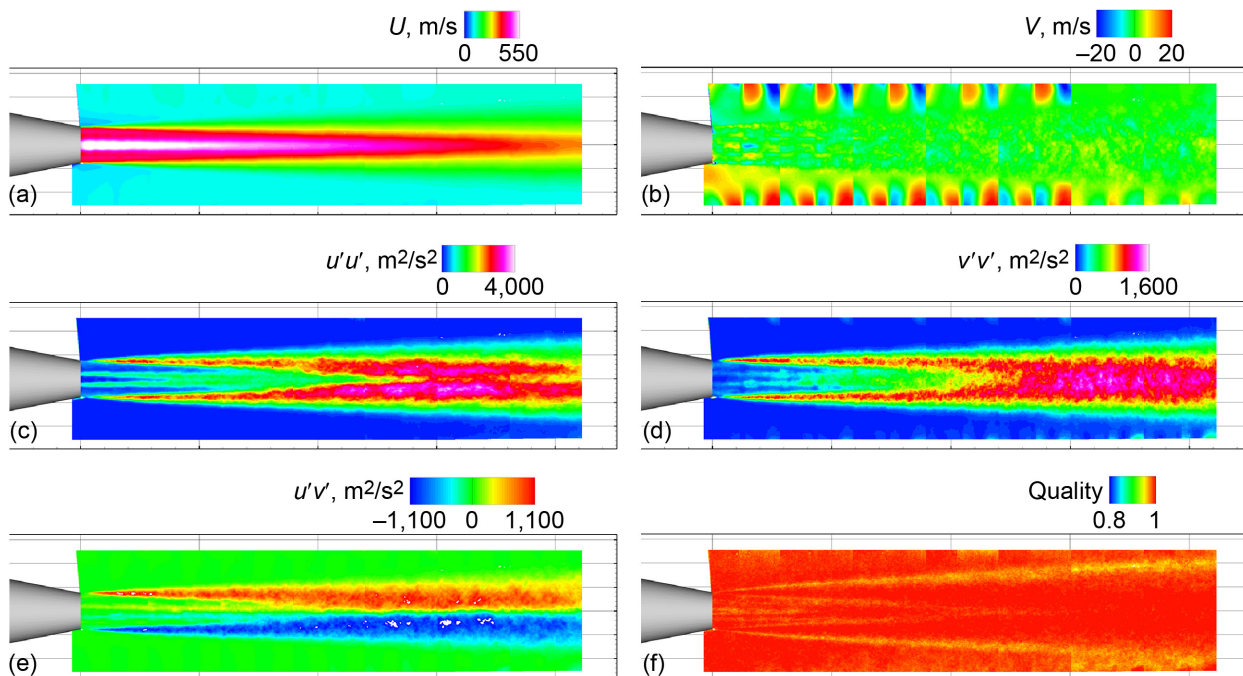 U, m/s
0 550
V, m/s
–20 0 20
(a)
(b)
u′u′, m2/s2
0 4,000
v′v′, m2/s2
0 1,600
(c)
(d)
u′v′, m2/s2
–1,100 0 1,100
Quality
0.8 1
(e)
(f)